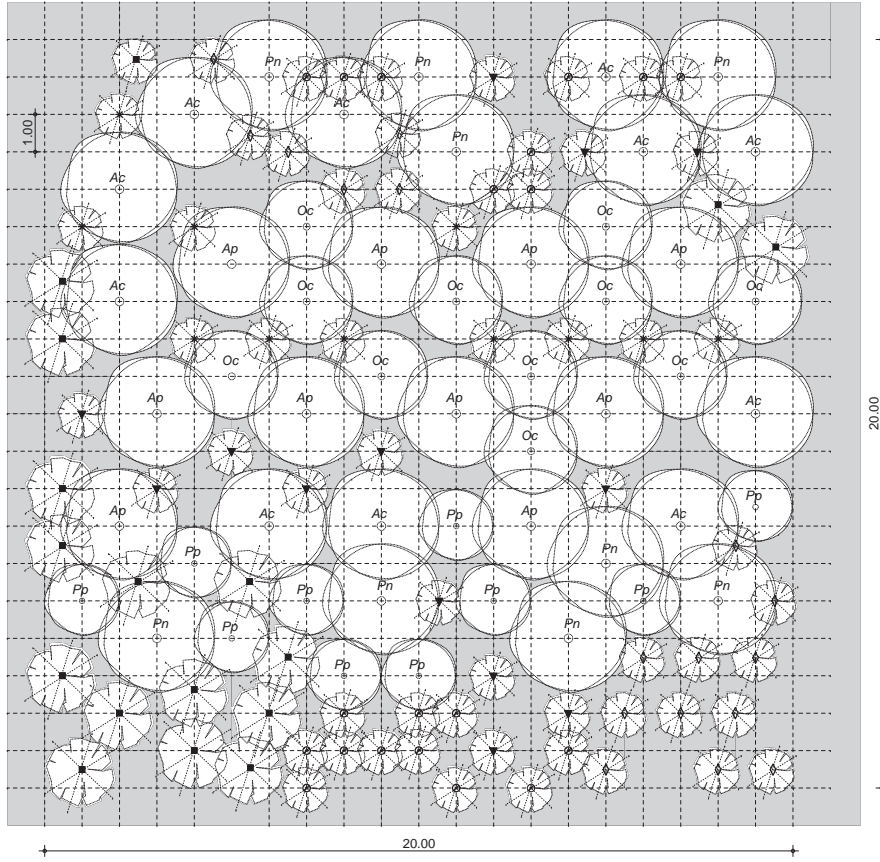 Pn Pn Ac Pn
Ac Ac
1.00 Pn Ac Ac
Ac
Oc Oc
Ap Ap Ap Ap
Ac Oc Oc Oc Oc
Oc Oc Oc Oc
Ap Ap Ap Ap Ac
20.00
Oc
Pp
Ap Ac Ac Pp Ap Ac
Pp Pn
Pp Pp Pn Pp Pp Pn
Pn Pp Pn
Pp Pp
20.00